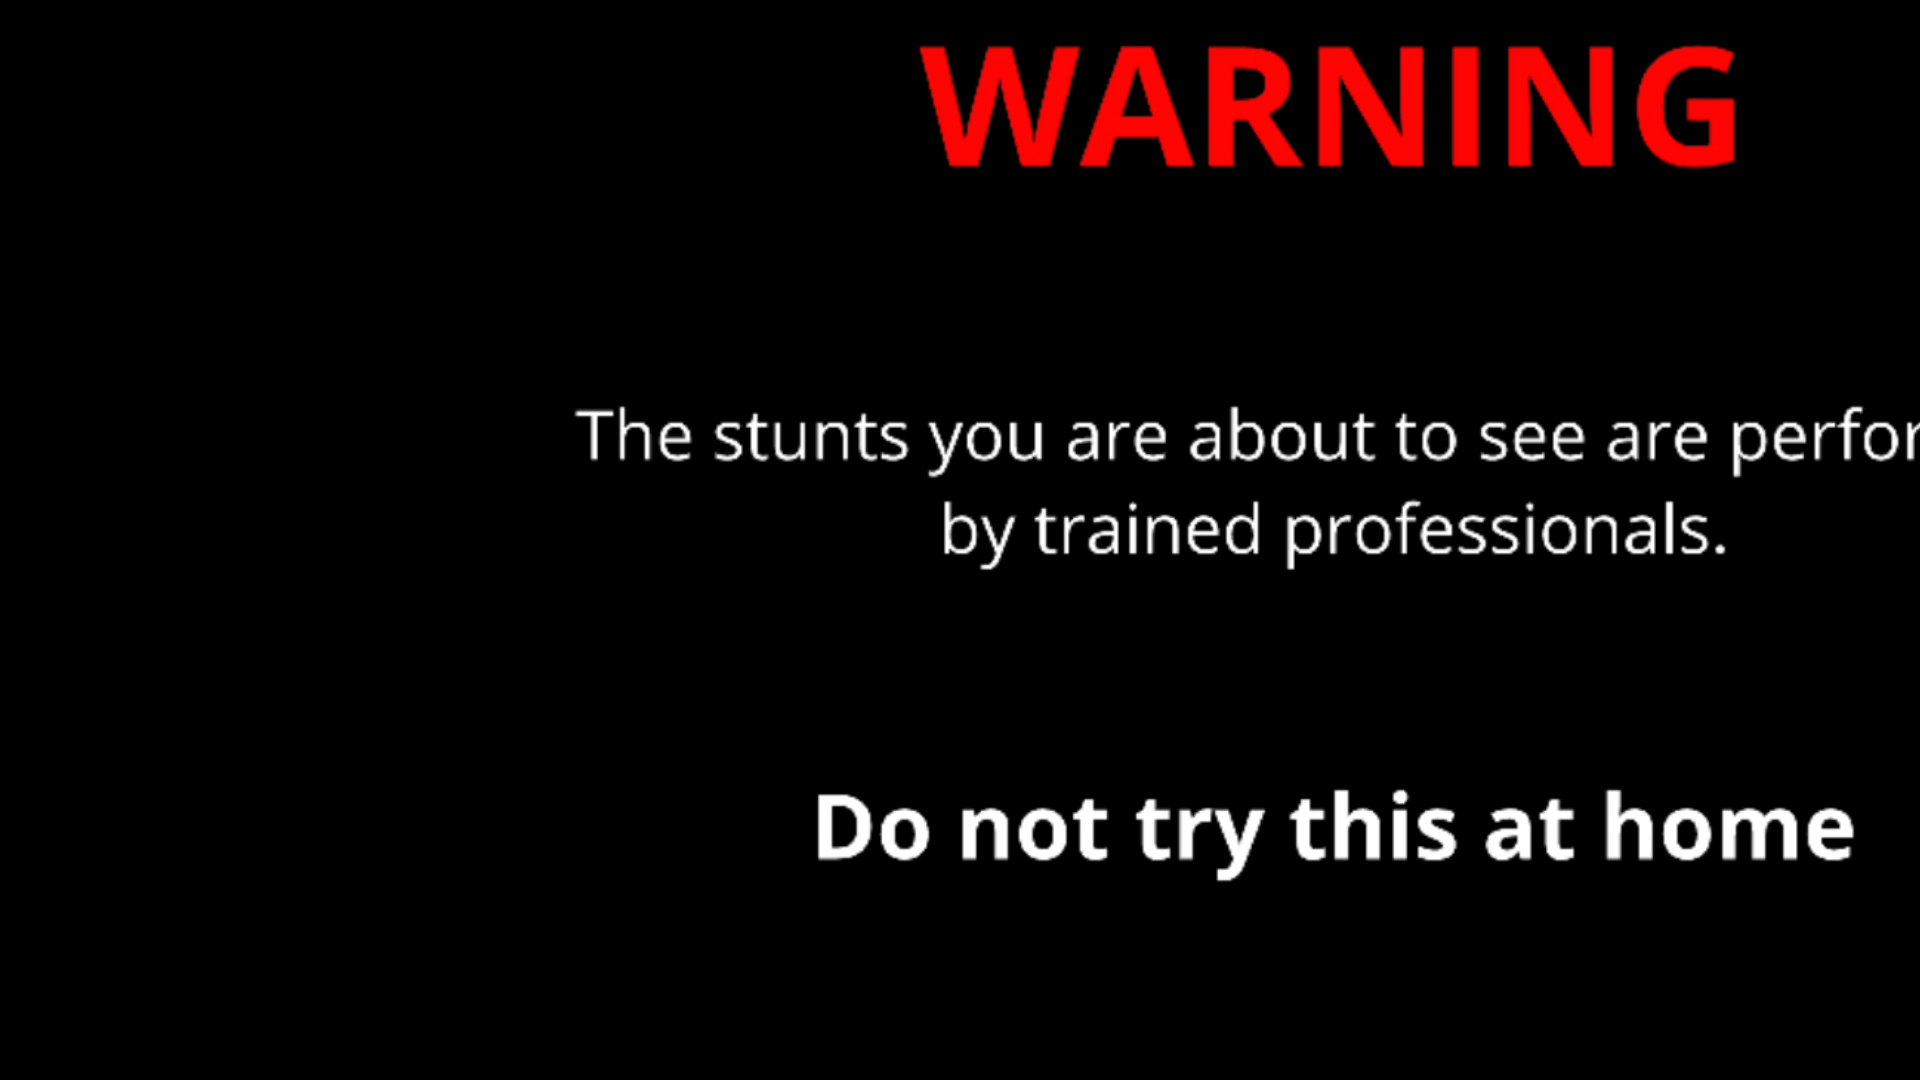 WARNING
The stunts you are about to see are perfor
by trained professionals.
Do not try this at home